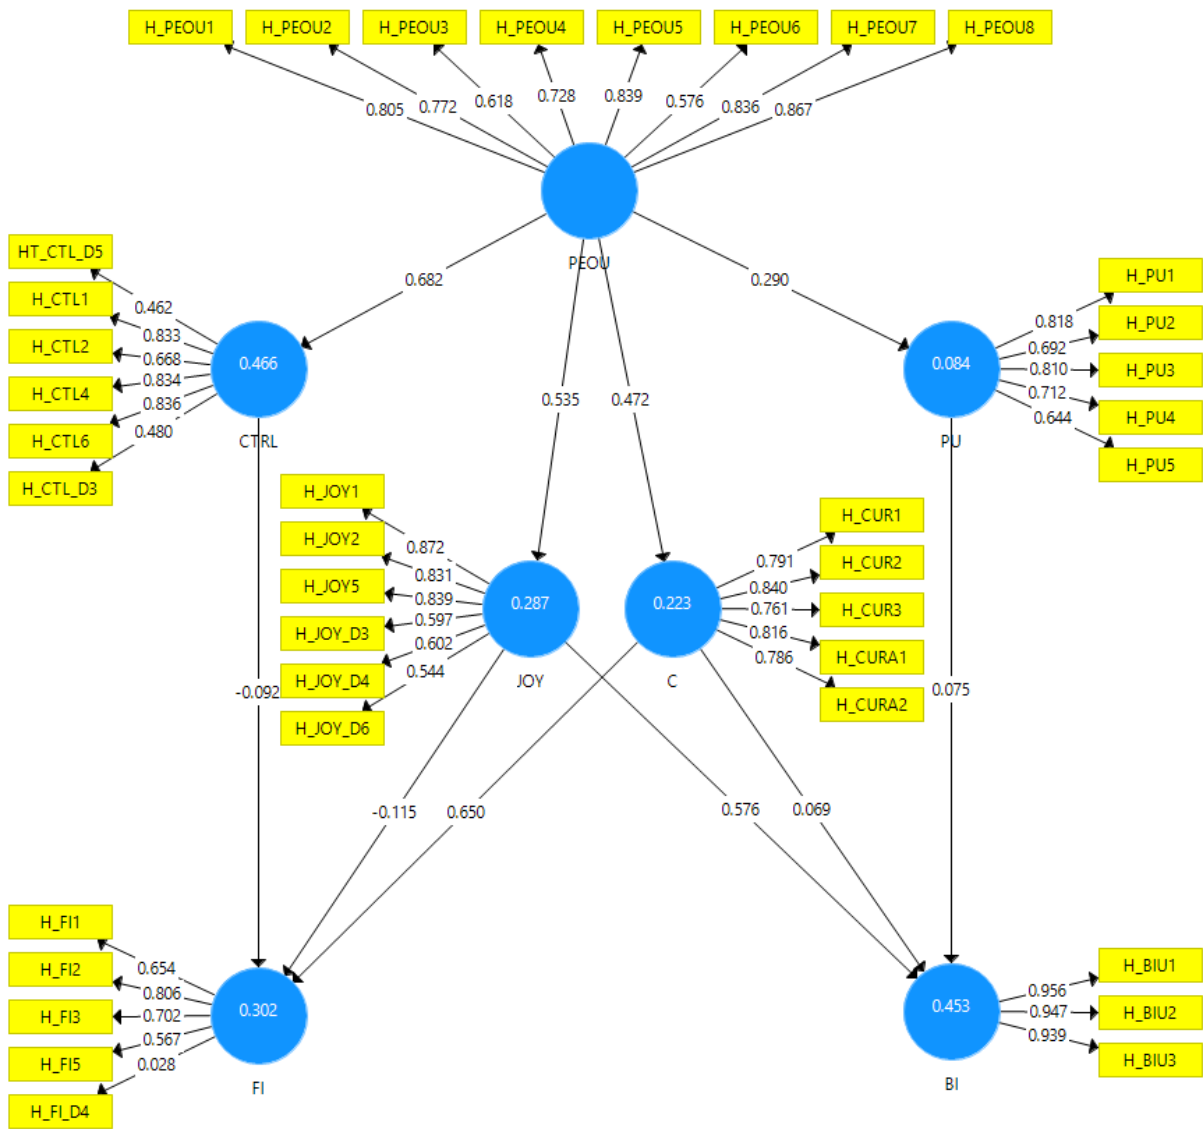 H_PEOU1 H_PEOU2 H_PEOU3 H_PEOU4 H_PEOU5 H_PEOU6 H_PEOU7 H_PEOU8
0.805 0.772 0.618 0.728 0.839 0.576 0.836 0.867
PEOU
0.682 0.535 0.472 0.290
HT_CTL_D5
H_CTL1
H_CTL2
H_CTL4
H_CTL6
H_CTL_D3
0.462
0.833
0.668
0.834
0.836
0.480
0.466
CTRL
0.084
PU
0.818
0.692
0.810
0.712
0.644
H_PU1
H_PU2
H_PU3
H_PU4
H_PU5
H_JOY1
H_JOY2
H_JOY5
H_JOY_D3
H_JOY_D4
H_JOY_D6
0.872
0.831
0.839
0.597
0.602
0.544
0.287
JOY
0.223
C
0.791
0.840
0.761
0.816
0.786
H_CUR1
H_CUR2
H_CUR3
H_CURA1
H_CURA2
-0.092
0.075
-0.115 0.650 0.576 0.069
H_FI1
H_FI2
H_FI3
H_FI5
H_FI_D4
0.654
0.806
0.702
0.567
0.028
0.302
FI
0.453
BI
0.956
0.947
0.939
H_BIU1
H_BIU2
H_BIU3